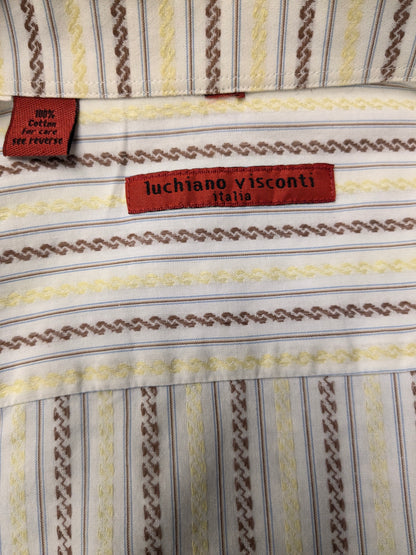 100%
Cotton
For care
see reverse
luchiano visconti
italia